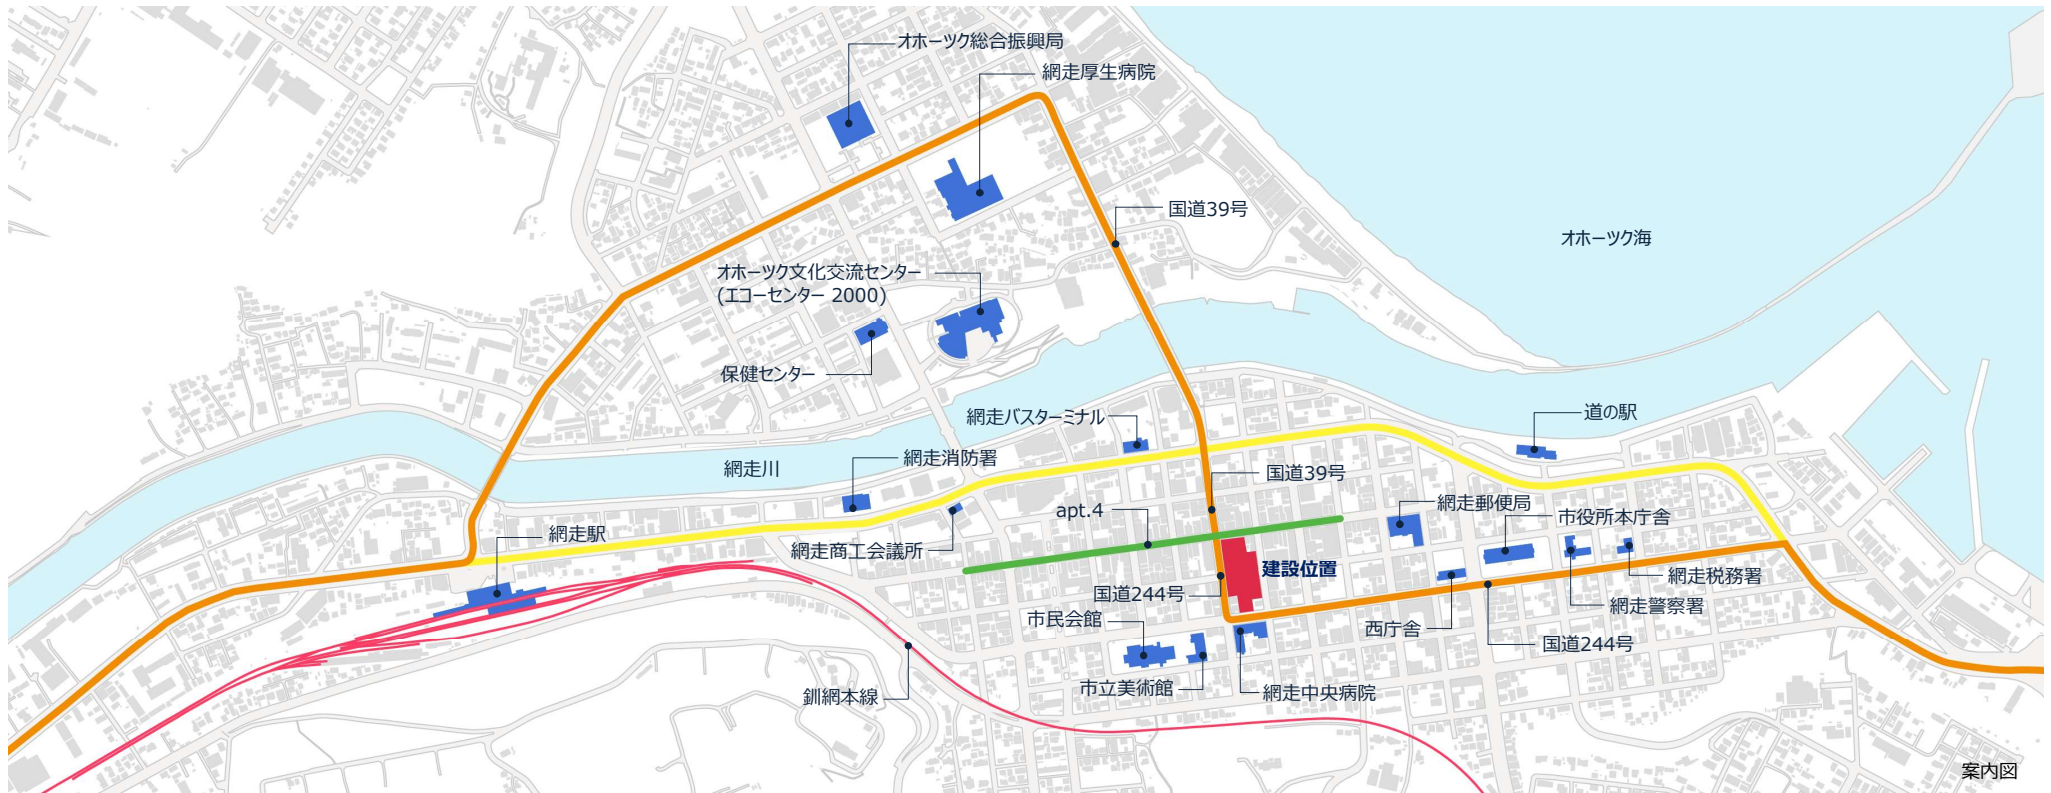 オホーツク総合振興局
網走厚生病院
国道39号
オホーツク海
オホーツク文化交流センター
(エコーセンター 2000)
保健センター
網走バスターミナル
道の駅
網走川
網走消防署
国道39号
網走郵便局
apt.4
市役所本庁舎
網走駅
網走商工会議所
建設位置
網走税務署
国道244号
網走警察署
市民会館
西庁舎
国道244号
市立美術館
網走中央病院
釧網本線
案内図